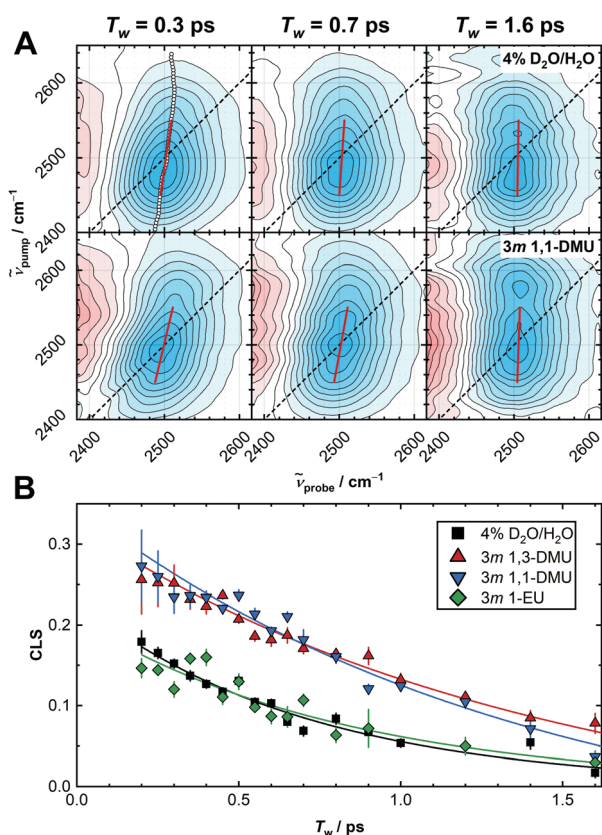 A
T_w = 0.3 ps T_w = 0.7 ps T_w = 1.6 ps
4% D₂O/H₂O
3m 1,1-DMU
ν̃_pump / cm⁻¹
2600
2500
2400
2600
2500
2400
2400 2500 2600 2400 2500 2600 2400 2500 2600
ν̃_probe / cm⁻¹
B
CLS
0.3
0.2
0.1
0.0
4% D₂O/H₂O
3m 1,3-DMU
3m 1,1-DMU
3m 1-EU
0.0 0.5 1.0 1.5
T_w / ps